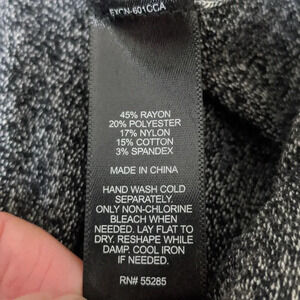 EXCN-601CCA
45% RAYON
20% POLYESTER
17% NYLON
15% COTTON
3% SPANDEX
MADE IN CHINA
HAND WASH COLD
SEPARATELY.
ONLY NON-CHLORINE
BLEACH WHEN
NEEDED. LAY FLAT TO
DRY. RESHAPE WHILE
DAMP. COOL IRON
IF NEEDED.
RN# 55285